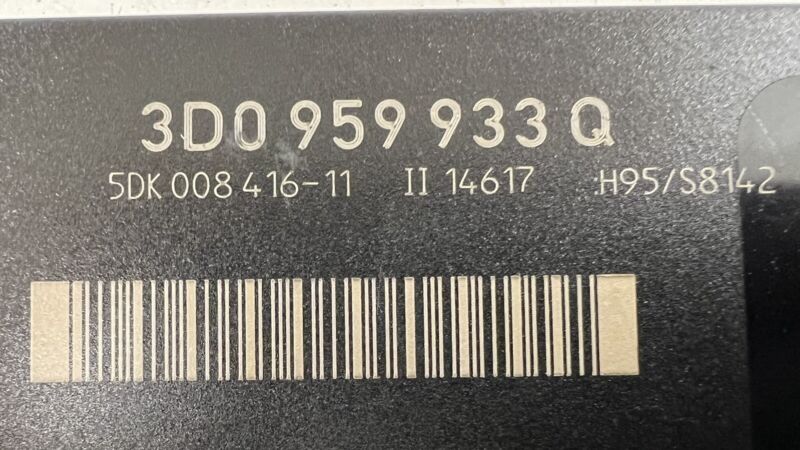 3D0 959 933 Q
5DK 008 416-11 II 14617 H95/S8142